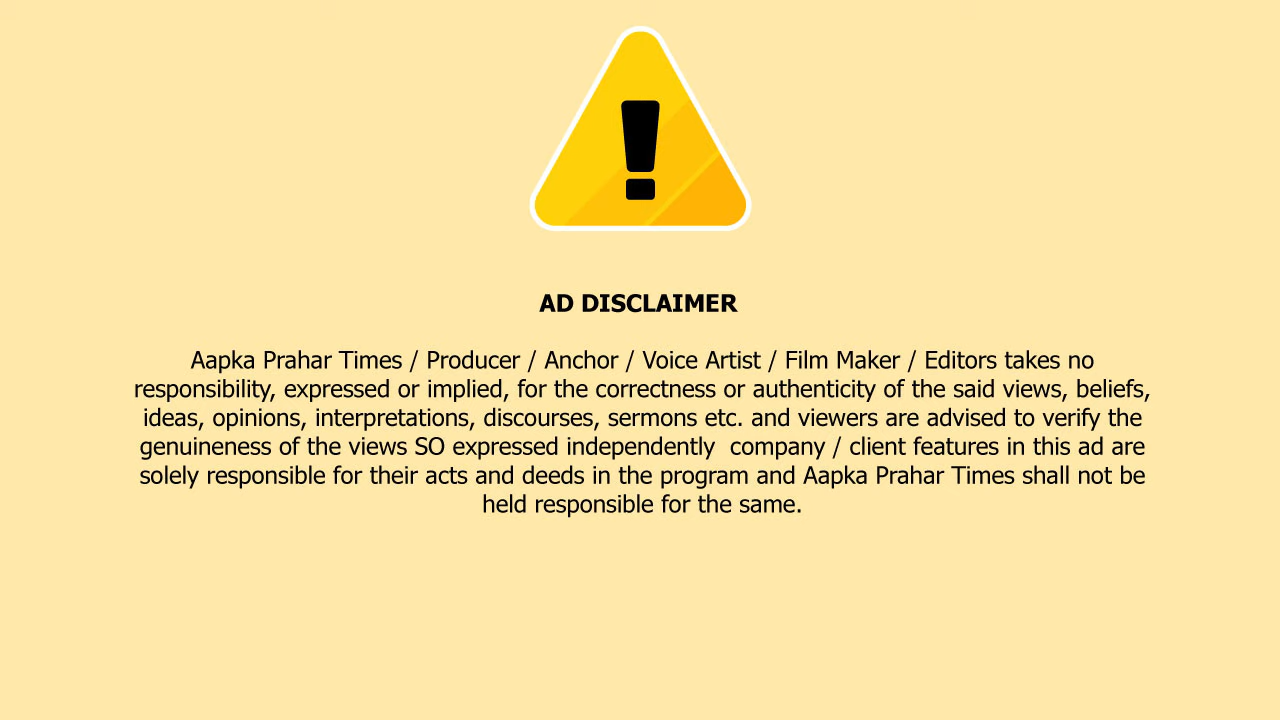 AD DISCLAIMER
Aapka Prahar Times / Producer / Anchor / Voice Artist / Film Maker / Editors takes no
responsibility, expressed or implied, for the correctness or authenticity of the said views, beliefs,
ideas, opinions, interpretations, discourses, sermons etc. and viewers are advised to verify the
genuineness of the views SO expressed independently  company / client features in this ad are
solely responsible for their acts and deeds in the program and Aapka Prahar Times shall not be
held responsible for the same.